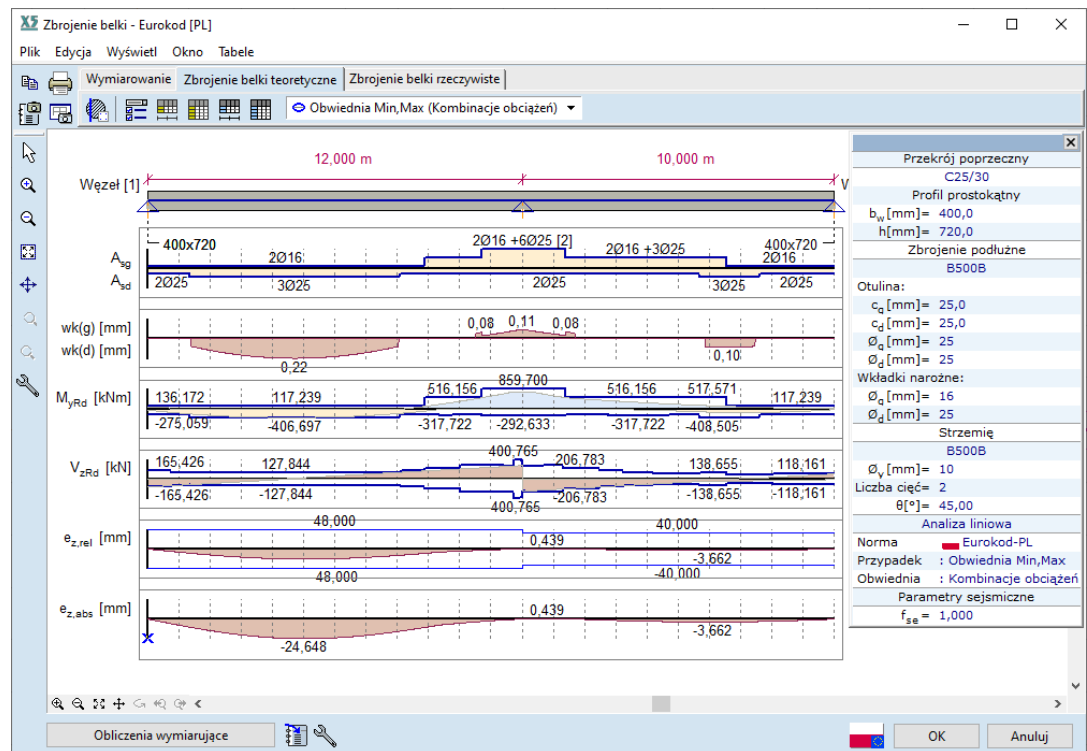 Zbrojenie belki - Eurokod [PL]
Plik Edycja Wyświetl Okno Tabele
Wymiarowanie Zbrojenie belki teoretyczne Zbrojenie belki rzeczywiste
Obwiednia Min,Max (Kombinacje obciążeń)
12,000 m 10,000 m
Węzeł [1]
400x720 2Ø16 2Ø16 +6Ø25 [2] 2Ø16 +3Ø25 400x720 2Ø16
Asg
Asd
2Ø25 3Ø25 2Ø25 3Ø25 2Ø25
wk(g) [mm] 0,08 0,11 0,08
wk(d) [mm] 0,22 0,10
MyRd [kNm] 136,172 117,239 516,156 859,700 516,156 517,571 117,239
-275,059 -406,697 -317,722 -292,633 -317,722 -408,505
VzRd [kN] 165,426 127,844 400,765 206,783 138,655 118,161
-165,426 -127,844 400,765 -206,783 -138,655 -118,161
ez,rel [mm] 48,000 0,439 40,000
48,000 -3,662 -40,000
ez,abs [mm] 0,439
-24,648 -3,662
Przekrój poprzeczny
C25/30
Profil prostokątny
bw[mm]= 400,0
h[mm]= 720,0
Zbrojenie podłużne
B500B
Otulina:
cg[mm]= 25,0
cd[mm]= 25,0
Øg[mm]= 25
Ød[mm]= 25
Wkładki narożne:
Øg[mm]= 16
Ød[mm]= 25
Strzemię
B500B
Øv[mm]= 10
Liczba cięć= 2
θ[°]= 45,00
Analiza liniowa
Norma Eurokod-PL
Przypadek : Obwiednia Min,Max
Obwiednia : Kombinacje obciążeń
Parametry sejsmiczne
fse= 1,000
Obliczenia wymiarujące OK Anuluj